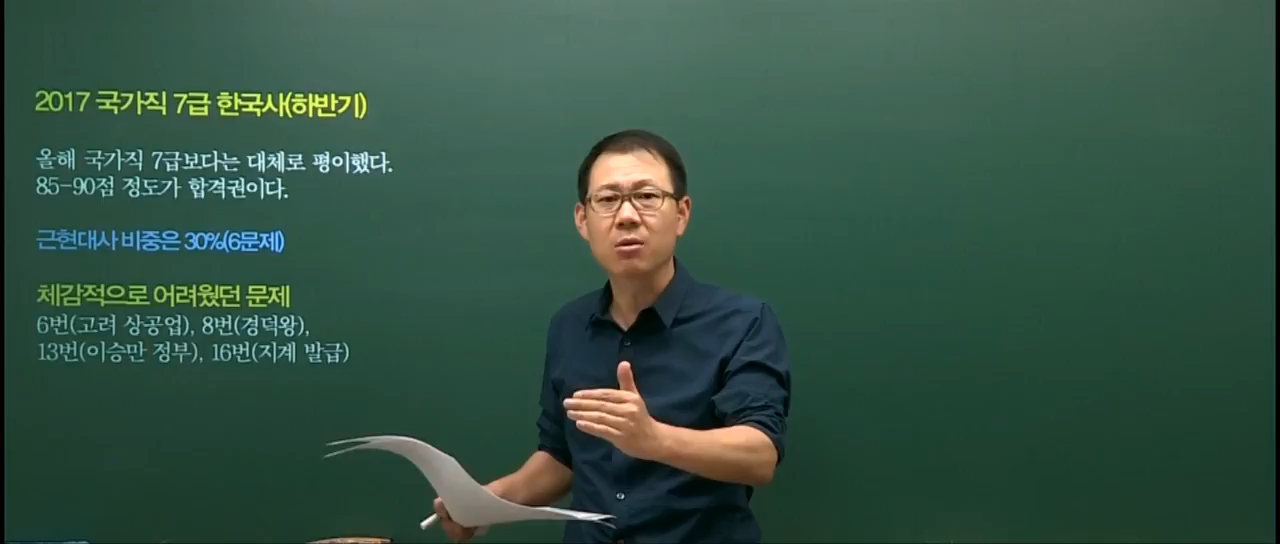 2017 국가직 7급 한국사(하반기)
올해 국가직 7급보다는 대체로 평이했다.
85-90점 정도가 합격권이다.
근현대사 비중은 30%(6문제)
체감적으로 어려웠던 문제
6번(고려 상공업), 8번(경덕왕),
13번(이승만 정부), 16번(지계 발급)